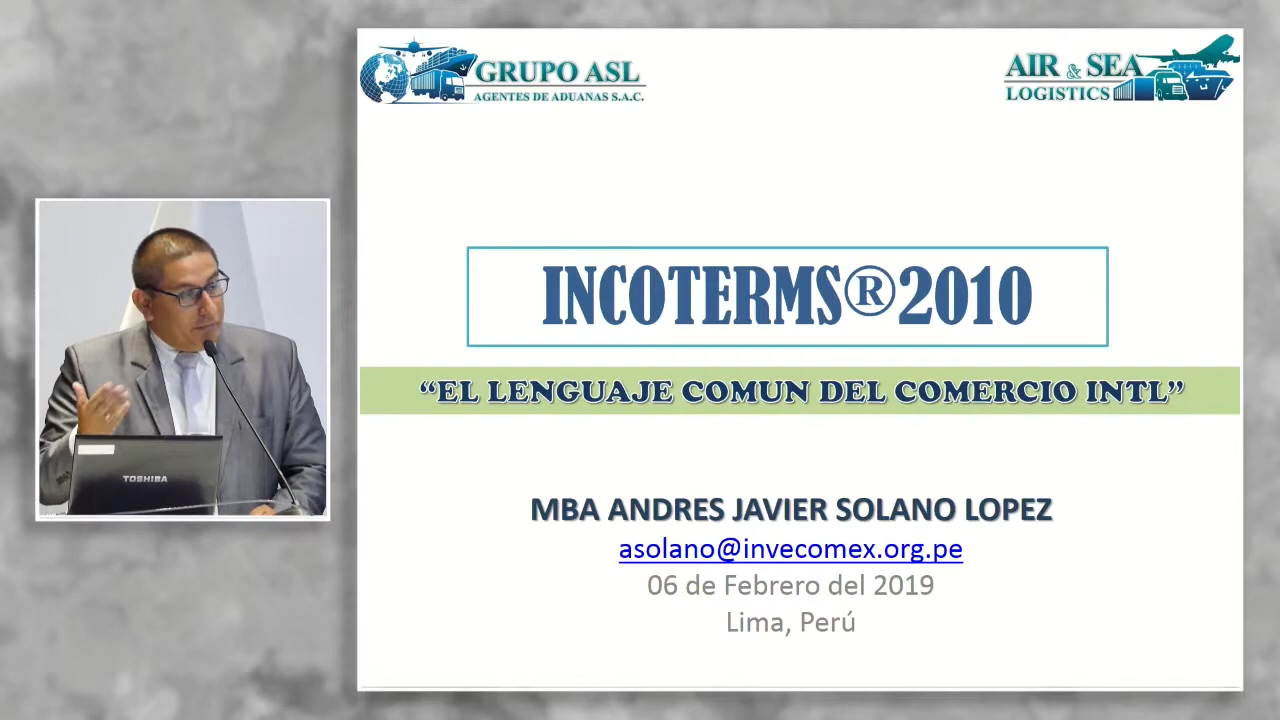 GRUPO ASL
AGENTES DE ADUANAS S.A.C.
AIR & SEA
LOGISTICS
INCOTERMS®2010
“EL LENGUAJE COMUN DEL COMERCIO INTL”
MBA ANDRES JAVIER SOLANO LOPEZ
asolano@invecomex.org.pe
06 de Febrero del 2019
Lima, Perú
TOSHIBA